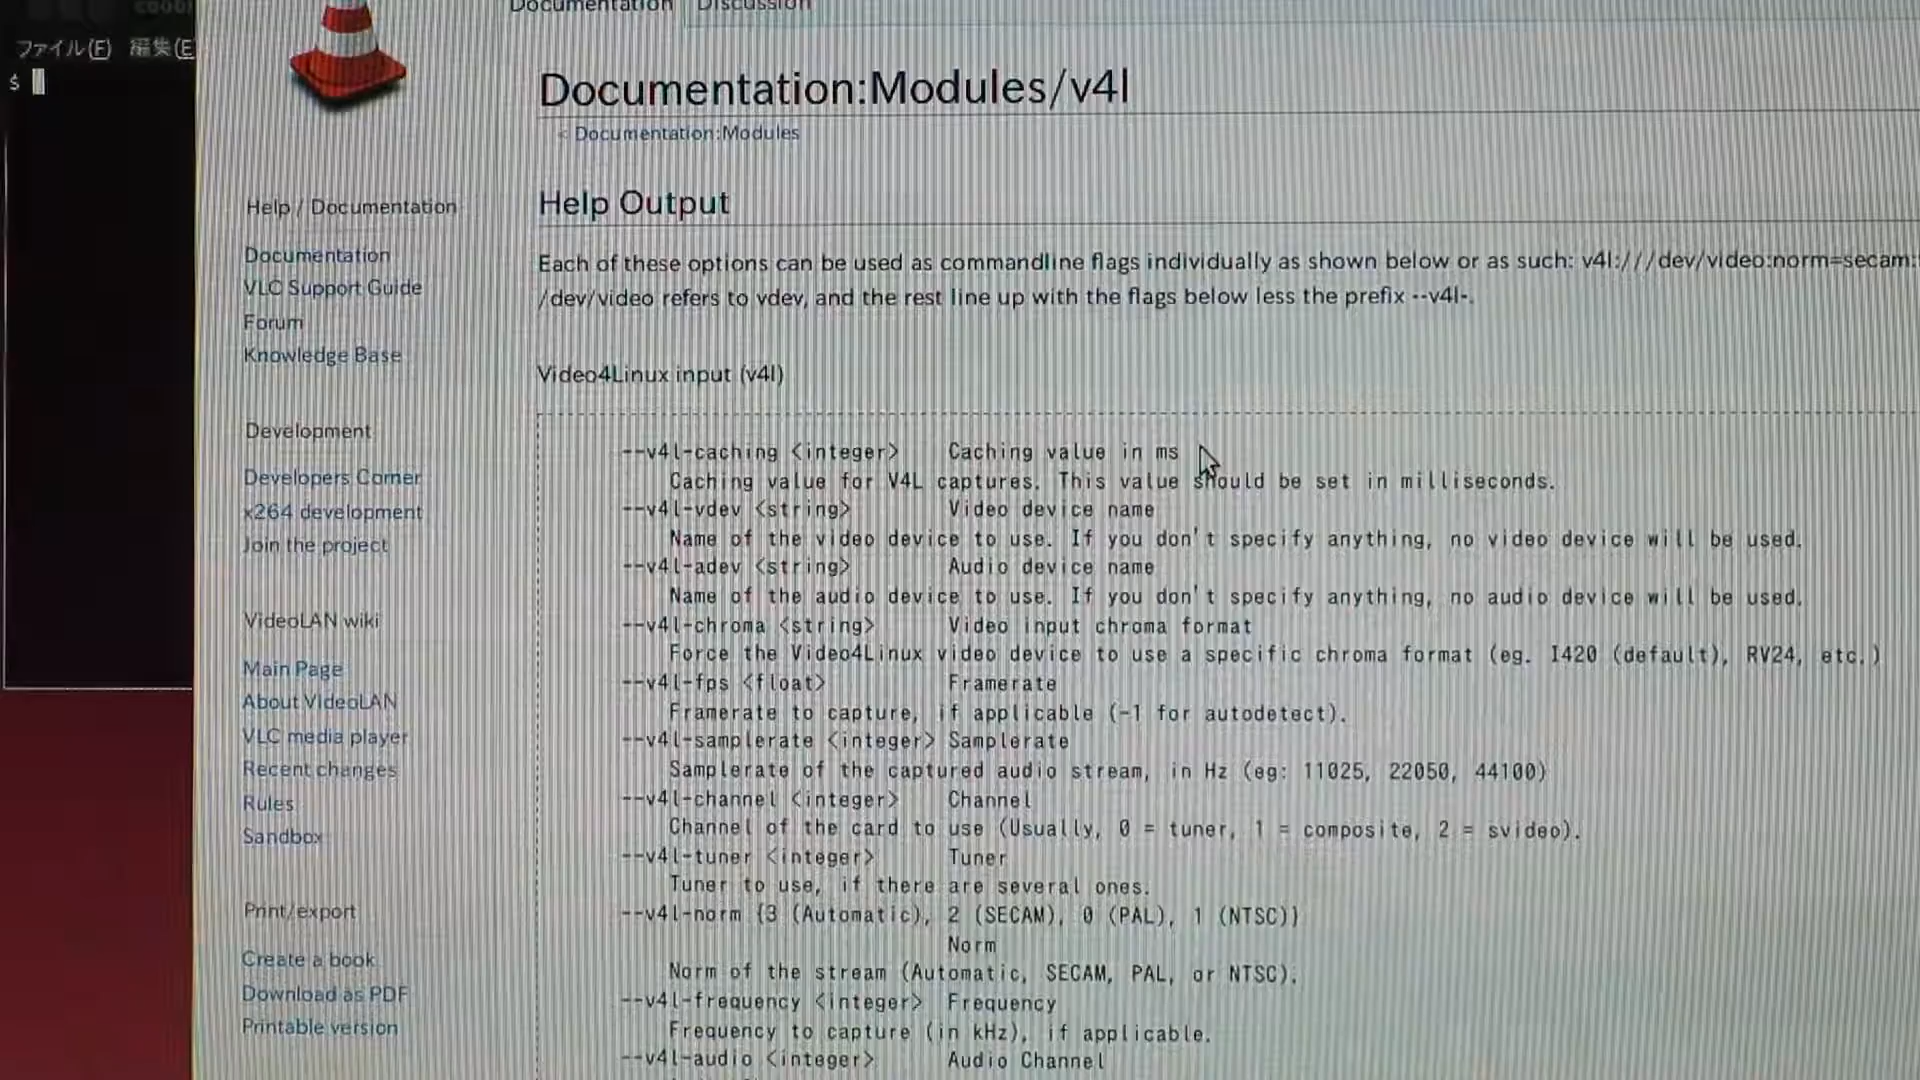 ファイル(F) 編集(E
$
Documentation Discussion
Documentation:Modules/v4l
< Documentation:Modules
Help / Documentation
Documentation
VLC Support Guide
Forum
Knowledge Base
Development
Developers Corner
x264 development
Join the project
VideoLAN wiki
Main Page
About VideoLAN
VLC media player
Recent changes
Rules
Sandbox
Print/export
Create a book
Download as PDF
Printable version
Help Output
Each of these options can be used as commandline flags individually as shown below or as such: v4l:///dev/video:norm=secam:
/dev/video refers to vdev, and the rest line up with the flags below less the prefix --v4l-.
Video4Linux input (v4l)
--v4l-caching <integer> Caching value in ms
Caching value for V4L captures. This value should be set in milliseconds.
--v4l-vdev <string> Video device name
Name of the video device to use. If you don't specify anything, no video device will be used.
--v4l-adev <string> Audio device name
Name of the audio device to use. If you don't specify anything, no audio device will be used.
--v4l-chroma <string> Video input chroma format
Force the Video4Linux video device to use a specific chroma format (eg. I420 (default), RV24, etc.)
--v4l-fps <float> Framerate
Framerate to capture, if applicable (-1 for autodetect).
--v4l-samplerate <integer> Samplerate
Samplerate of the captured audio stream, in Hz (eg: 11025, 22050, 44100)
--v4l-channel <integer> Channel
Channel of the card to use (Usually, 0 = tuner, 1 = composite, 2 = svideo).
--v4l-tuner <integer> Tuner
Tuner to use, if there are several ones.
--v4l-norm {3 (Automatic), 2 (SECAM), 0 (PAL), 1 (NTSC)}
Norm
Norm of the stream (Automatic, SECAM, PAL, or NTSC).
--v4l-frequency <integer> Frequency
Frequency to capture (in kHz), if applicable.
--v4l-audio <integer> Audio Channel